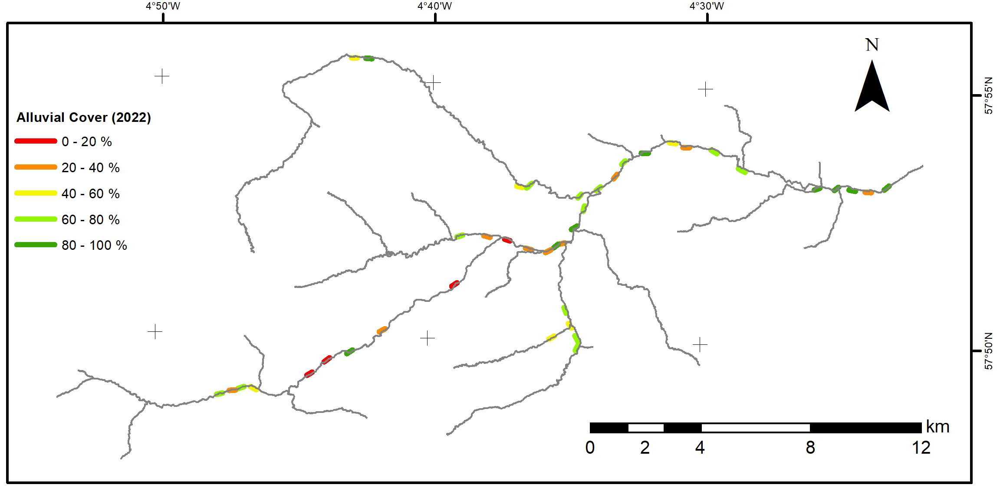 4°50'W
4°40'W
4°30'W
N
57°55'N
Alluvial Cover (2022)
0 - 20 %
20 - 40 %
40 - 60 %
60 - 80 %
80 - 100 %
57°50'N
km
0 2 4 8 12